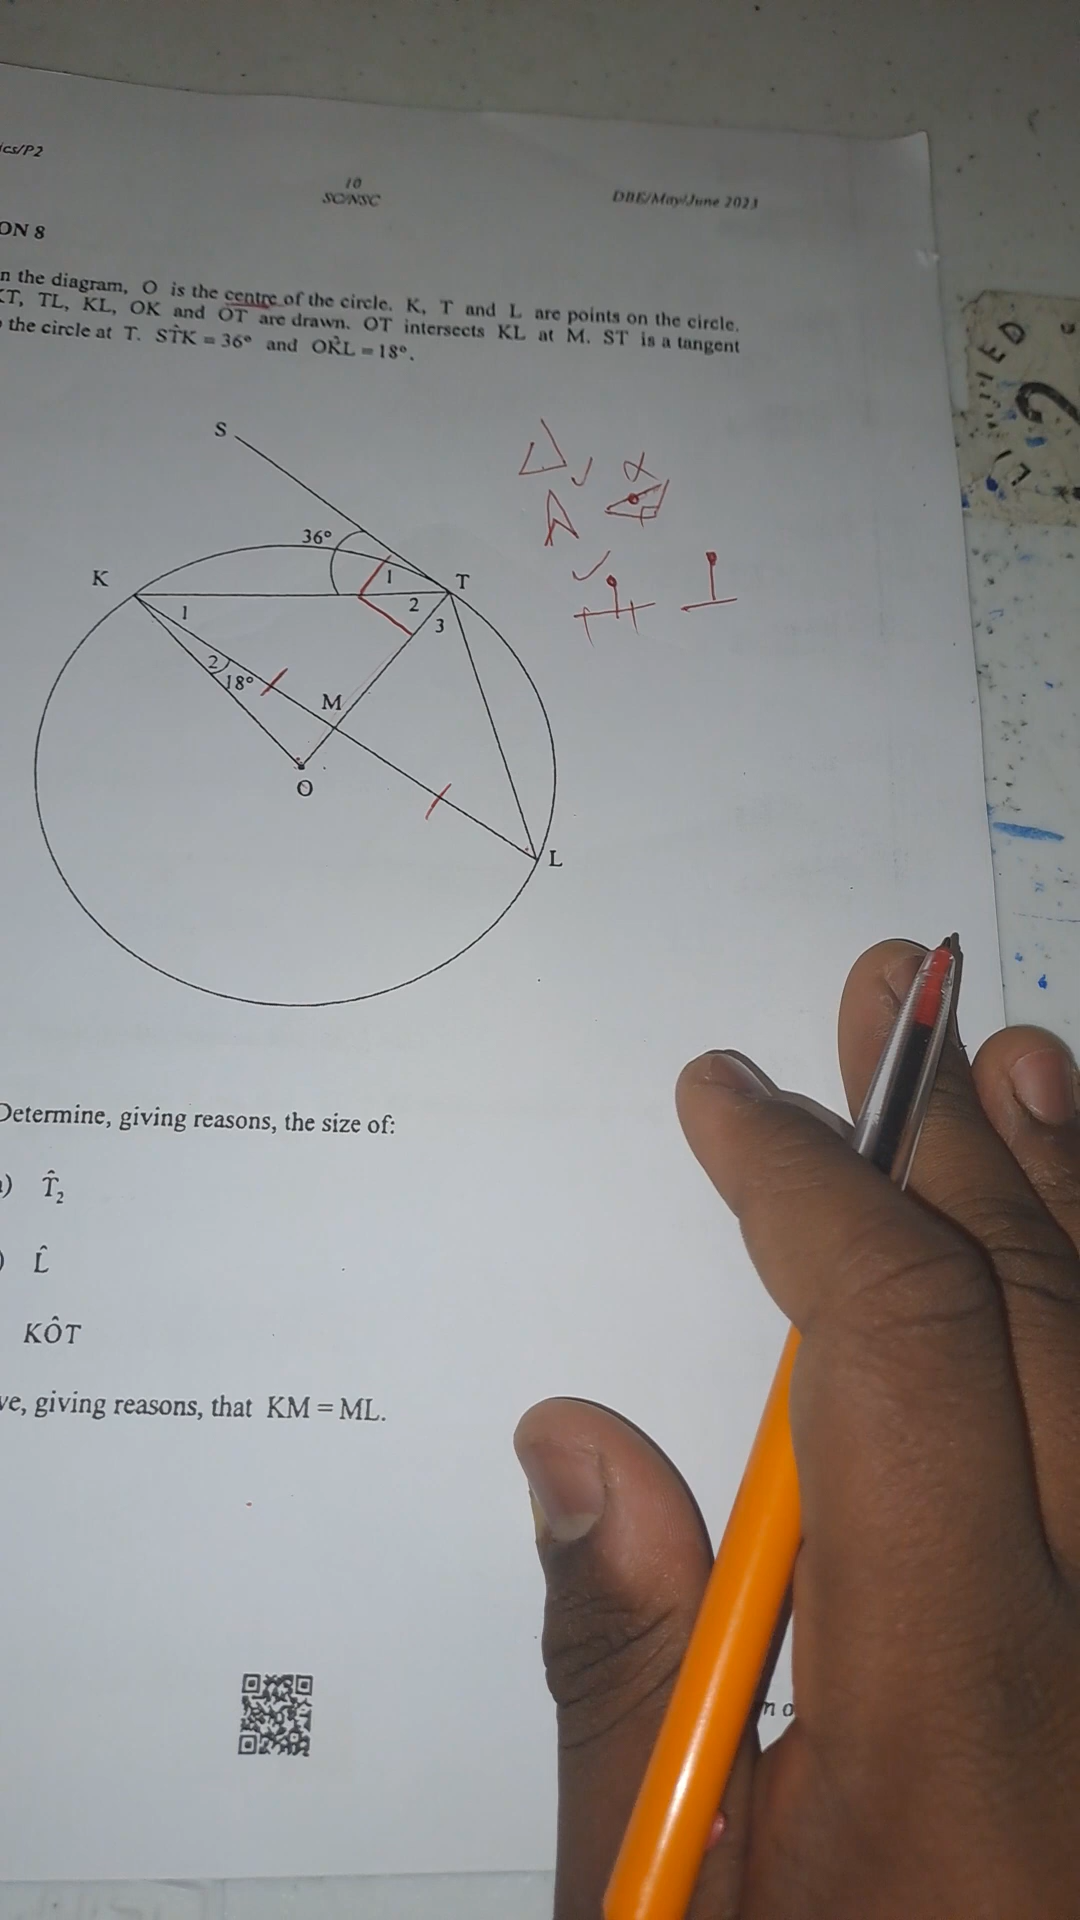 ics/P2
10
SC/NSC
DBE/May/June 2023
ON 8
n the diagram, O is the centre of the circle. K, T and L are points on the circle.
KT, TL, KL, OK and OT are drawn. OT intersects KL at M. ST is a tangent
the circle at T. ST̂K = 36° and OK̂L = 18°.
S
36°
K
T
1
2
3
1
2
18°
M
O
L
Determine, giving reasons, the size of:
) T̂₂
) L̂
KÔT
ve, giving reasons, that KM = ML.
n o